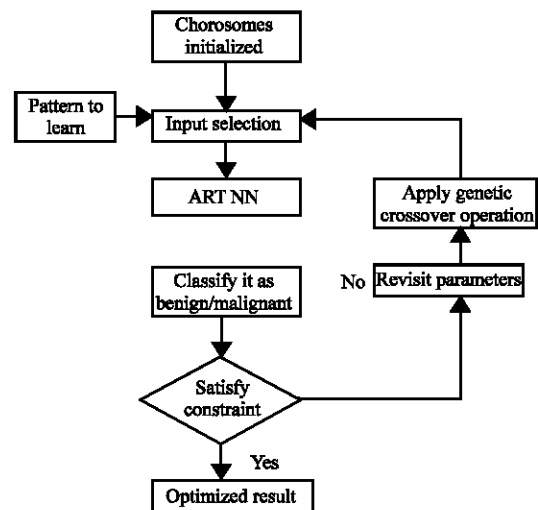 Chorosomes
initialized
Pattern to
learn
Input selection
ART NN
Apply genetic
crossover operation
Classify it as
benign/malignant
No
Revisit parameters
Satisfy
constraint
Yes
Optimized result